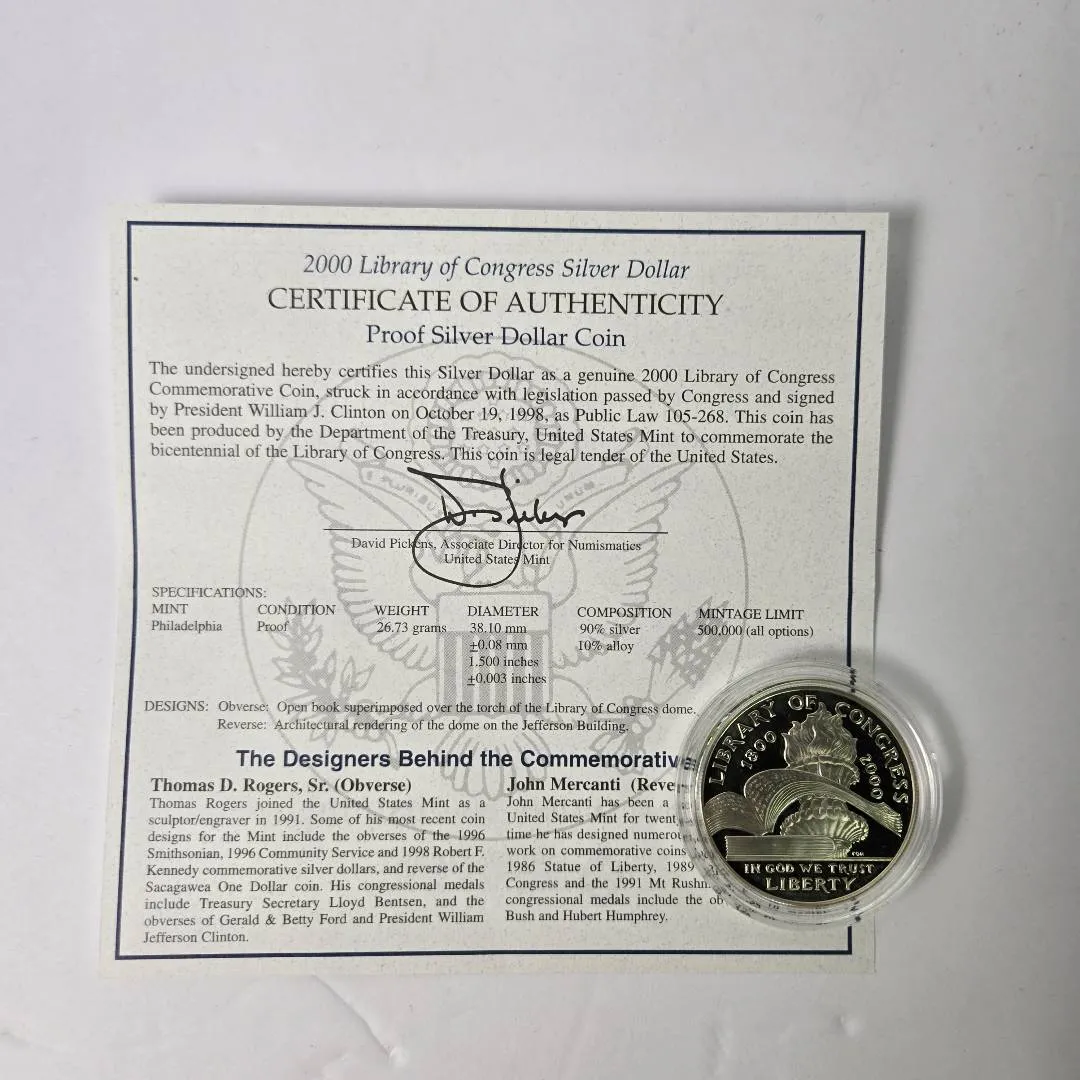 2000 Library of Congress Silver Dollar
CERTIFICATE OF AUTHENTICITY
Proof Silver Dollar Coin
The undersigned hereby certifies this Silver Dollar as a genuine 2000 Library of Congress
Commemorative Coin, struck in accordance with legislation passed by Congress and signed
by President William J. Clinton on October 19, 1998, as Public Law 105-268. This coin has
been produced by the Department of the Treasury, United States Mint to commemorate the
bicentennial of the Library of Congress. This coin is legal tender of the United States.
E PLURIBUS UNUM
David Pickens, Associate Director for Numismatics
United States Mint
SPECIFICATIONS:
MINT CONDITION WEIGHT DIAMETER COMPOSITION MINTAGE LIMIT
Philadelphia Proof 26.73 grams 38.10 mm 90% silver 500,000 (all options)
±0.08 mm 10% alloy
1.500 inches
±0.003 inches
DESIGNS: Obverse: Open book superimposed over the torch of the Library of Congress dome.
Reverse: Architectural rendering of the dome on the Jefferson Building.
The Designers Behind the Commemorative
Thomas D. Rogers, Sr. (Obverse)
Thomas Rogers joined the United States Mint as a
sculptor/engraver in 1991. Some of his most recent coin
designs for the Mint include the obverses of the 1996
Smithsonian, 1996 Community Service and 1998 Robert F.
Kennedy commemorative silver dollars, and reverse of the
Sacagawea One Dollar coin. His congressional medals
include Treasury Secretary Lloyd Bentsen, and the
obverses of Gerald & Betty Ford and President William
Jefferson Clinton.
John Mercanti (Reve
John Mercanti has been a
United States Mint for twent
time he has designed numerou
work on commemorative coins
1986 Statue of Liberty, 1989
Congress and the 1991 Mt Rushm
congressional medals include the ob
Bush and Hubert Humphrey.
LIBRARY OF CONGRESS
1800
2000
IN GOD WE TRUST
LIBERTY